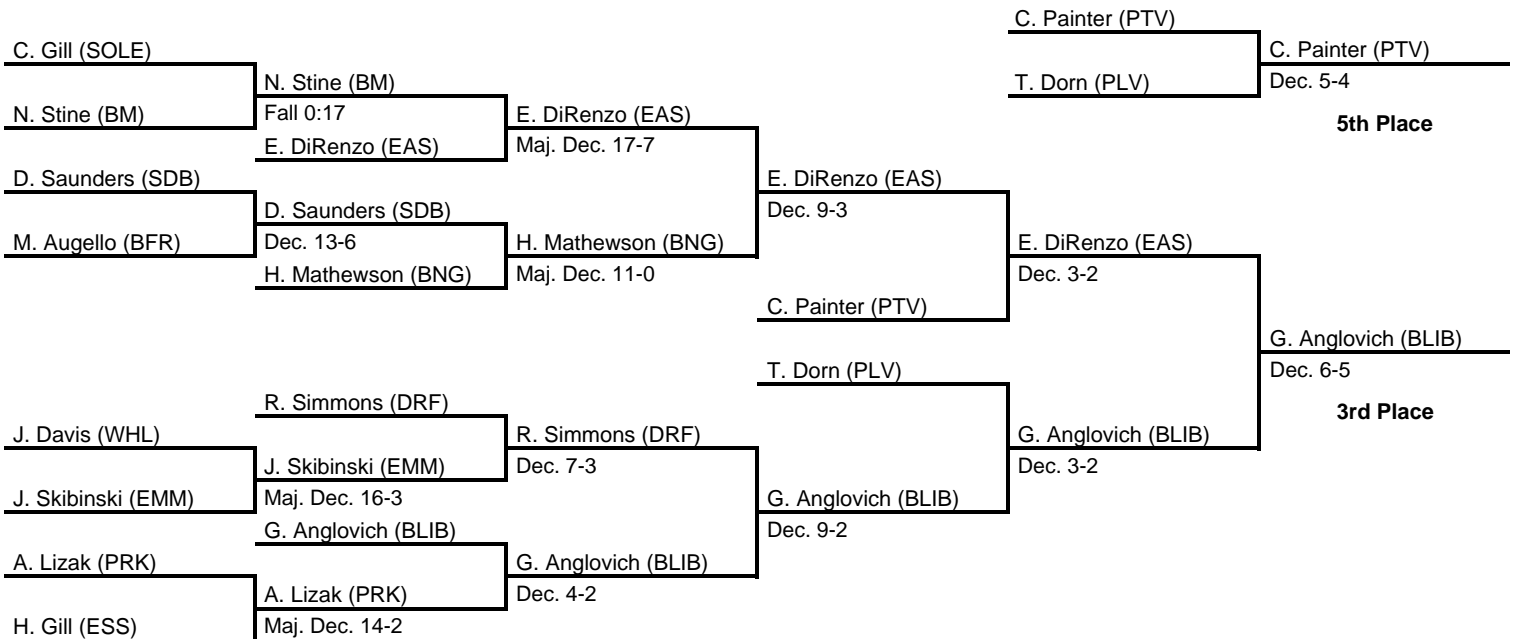 C. Painter (PTV)
C. Gill (SOLE)
C. Painter (PTV)
N. Stine (BM)
T. Dorn (PLV)
Dec. 5-4
N. Stine (BM)
Fall 0:17
E. DiRenzo (EAS)
5th Place
E. DiRenzo (EAS)
Maj. Dec. 17-7
D. Saunders (SDB)
E. DiRenzo (EAS)
D. Saunders (SDB)
Dec. 9-3
M. Augello (BFR)
Dec. 13-6
H. Mathewson (BNG)
E. DiRenzo (EAS)
H. Mathewson (BNG)
Maj. Dec. 11-0
Dec. 3-2
C. Painter (PTV)
G. Anglovich (BLIB)
T. Dorn (PLV)
Dec. 6-5
R. Simmons (DRF)
3rd Place
J. Davis (WHL)
R. Simmons (DRF)
G. Anglovich (BLIB)
J. Skibinski (EMM)
Dec. 7-3
Dec. 3-2
J. Skibinski (EMM)
Maj. Dec. 16-3
G. Anglovich (BLIB)
G. Anglovich (BLIB)
Dec. 9-2
A. Lizak (PRK)
G. Anglovich (BLIB)
A. Lizak (PRK)
Dec. 4-2
H. Gill (ESS)
Maj. Dec. 14-2